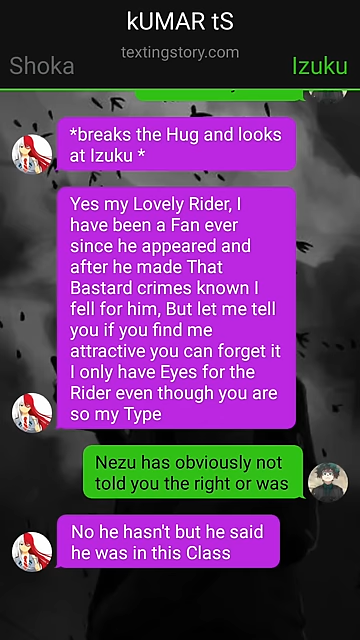 kUMAR tS
textingstory.com
Shoka
Izuku
*breaks the Hug and looks
at Izuku *
Yes my Lovely Rider, I
have been a Fan ever
since he appeared and
after he made That
Bastard crimes known I
fell for him, But let me tell
you if you find me
attractive you can forget it
I only have Eyes for the
Rider even though you are
so my Type
Nezu has obviously not
told you the right or was
No he hasn't but he said
he was in this Class